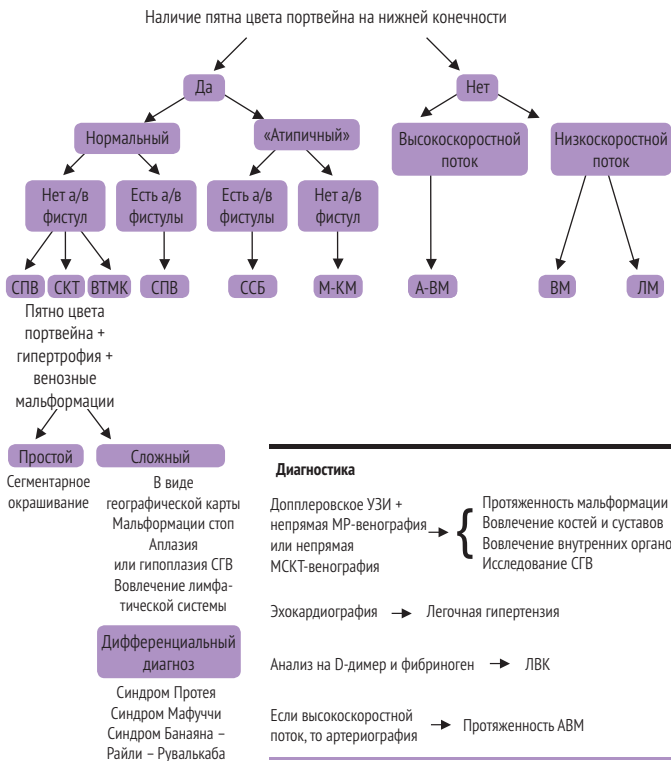 Наличие пятна цвета портвейна на нижней конечности
Да
Нет
Нормальный
«Атипичный»
Высокоскоростной
поток
Низкоскоростной
поток
Нет а/в
фистул
Есть а/в
фистулы
Есть а/в
фистулы
Нет а/в
фистул
СПВ
СКТ
ВТМК
СПВ
ССБ
М-КМ
А-ВМ
ВМ
ЛМ
Пятно цвета
портвейна +
гипертрофия +
венозные
мальформации
Простой
Сегментарное
окрашивание
Сложный
В виде
географической карты
Мальформации стоп
Аплазия
или гипоплазия СГВ
Вовлечение лимфа-
тической системы
Дифференциальный
диагноз
Синдром Протея
Синдром Мафуччи
Синдром Банаяна –
Райли – Рувалькаба
Диагностика
Допплеровское УЗИ +
непрямая МР-венография
или непрямая
МСКТ-венография
Протяженность мальформации
Вовлечение костей и суставов
Вовлечение внутренних органо
Исследование СГВ
Эхокардиография
Легочная гипертензия
Анализ на D-димер и фибриноген
ЛВК
Если высокоскоростной
поток, то артериография
Протяженность АВМ